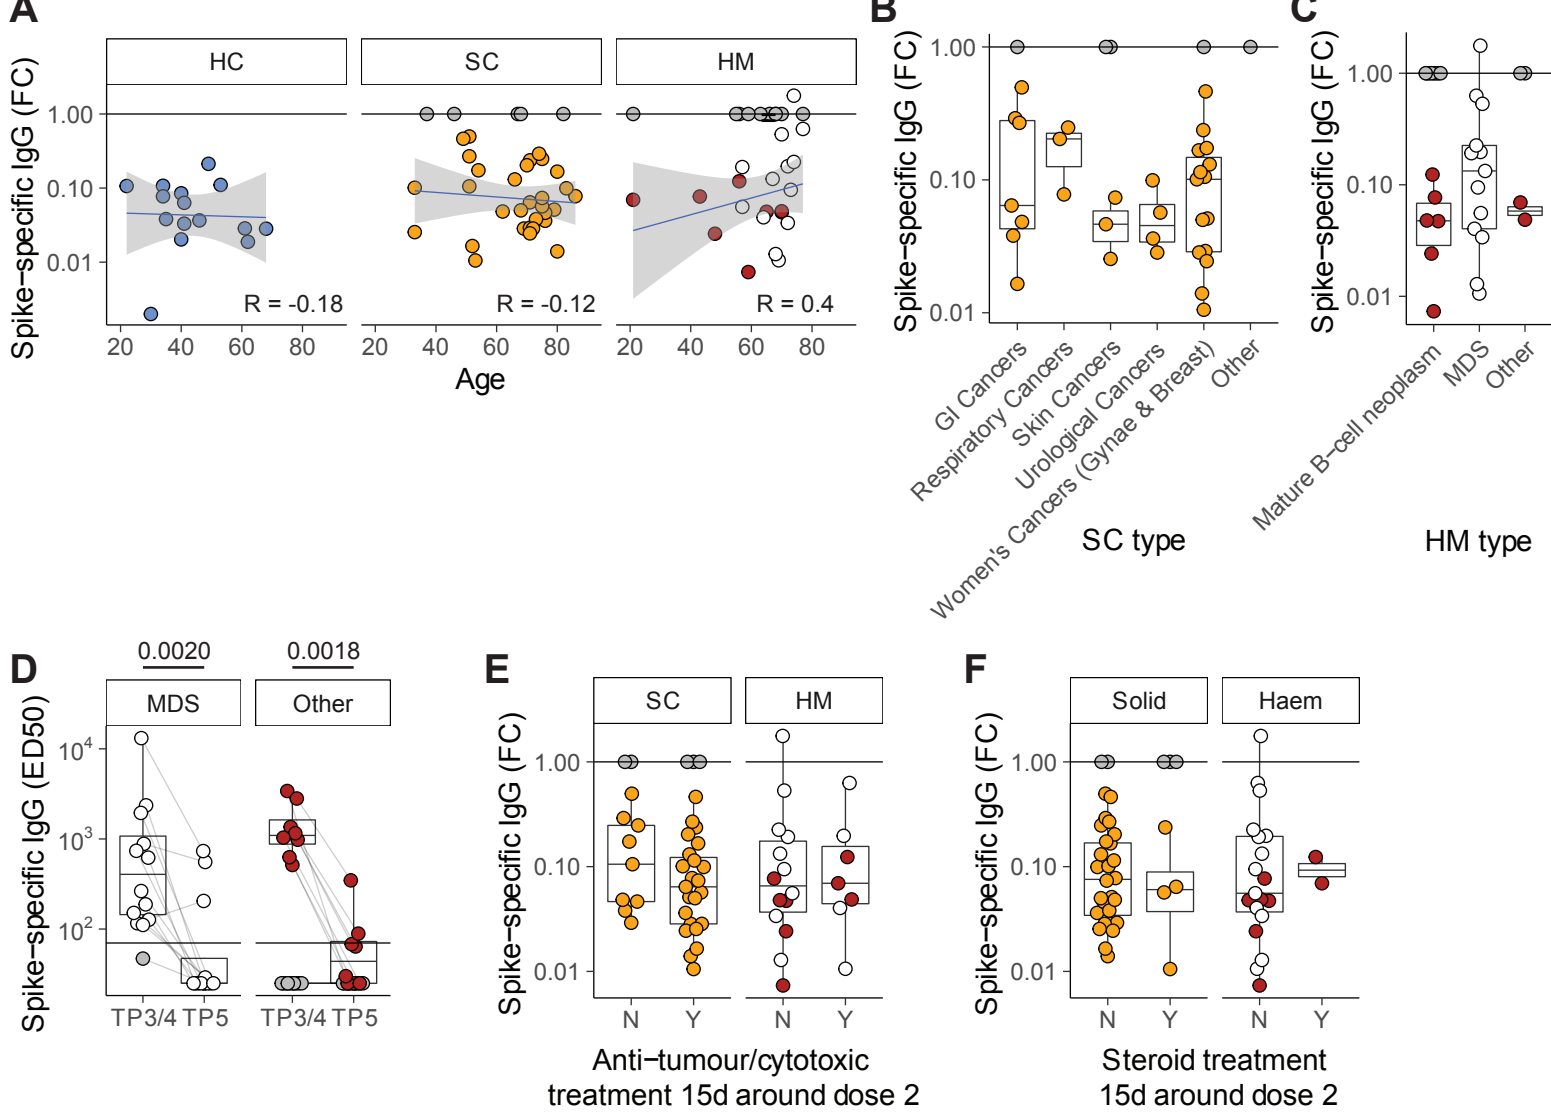 A
HC
SC
HM
Spike-specific IgG (FC)
1.00
0.10
0.01
R = -0.18
R = -0.12
R = 0.4
20 40 60 80
20 40 60 80
20 40 60 80
Age
B
Spike-specific IgG (FC)
1.00
0.10
0.01
GI Cancers
Respiratory Cancers
Skin Cancers
Urological Cancers
Women's Cancers (Gynae & Breast)
Other
SC type
C
Spike-specific IgG (FC)
1.00
0.10
0.01
Mature B-cell neoplasm
MDS
Other
HM type
D
0.0020
0.0018
MDS
Other
Spike-specific IgG (ED50)
10⁴
10³
10²
TP3/4 TP5
TP3/4 TP5
E
SC
HM
Spike-specific IgG (FC)
1.00
0.10
0.01
N Y
N Y
Anti-tumour/cytotoxic
treatment 15d around dose 2
F
Solid
Haem
Spike-specific IgG (FC)
1.00
0.10
0.01
N Y
N Y
Steroid treatment
15d around dose 2